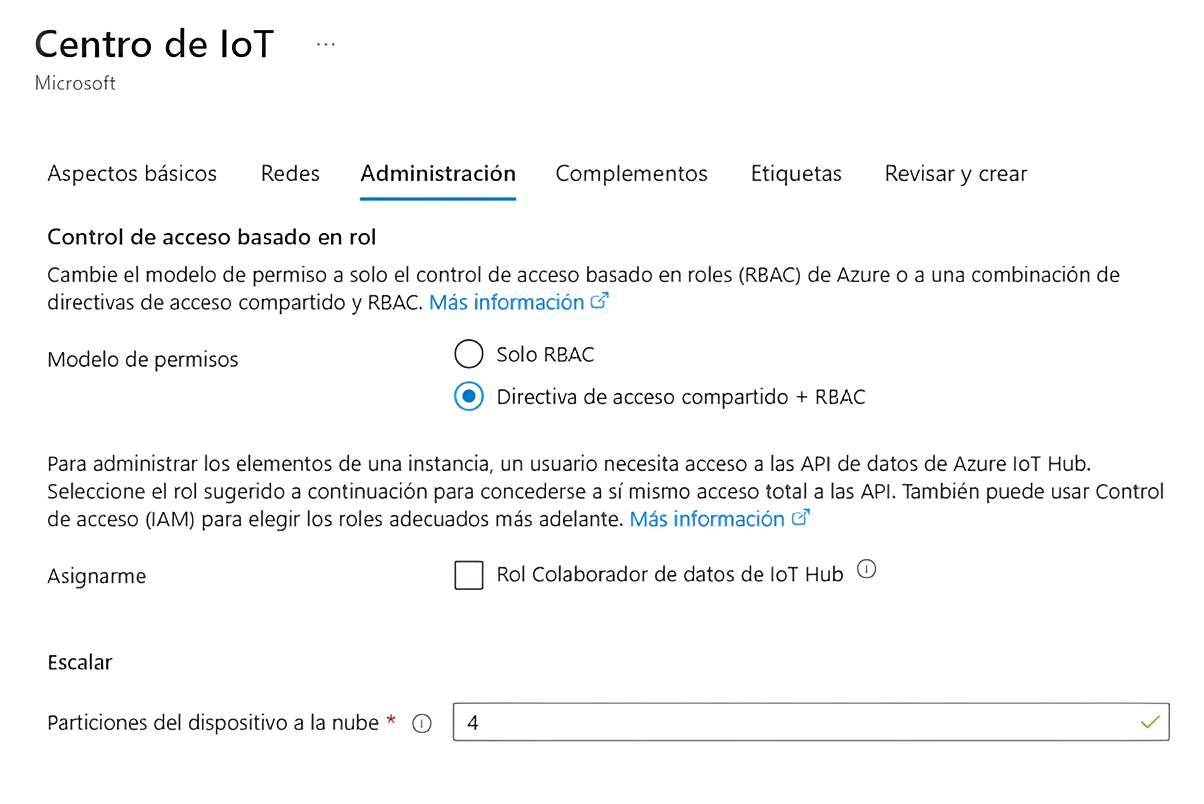 Centro de IoT ...
Microsoft
Aspectos básicos Redes Administración Complementos Etiquetas Revisar y crear
Control de acceso basado en rol
Cambie el modelo de permiso a solo el control de acceso basado en roles (RBAC) de Azure o a una combinación de
directivas de acceso compartido y RBAC. Más información
Modelo de permisos
Solo RBAC
Directiva de acceso compartido + RBAC
Para administrar los elementos de una instancia, un usuario necesita acceso a las API de datos de Azure IoT Hub.
Seleccione el rol sugerido a continuación para concederse a sí mismo acceso total a las API. También puede usar Control
de acceso (IAM) para elegir los roles adecuados más adelante. Más información
Asignarme Rol Colaborador de datos de IoT Hub
Escalar
Particiones del dispositivo a la nube * 4